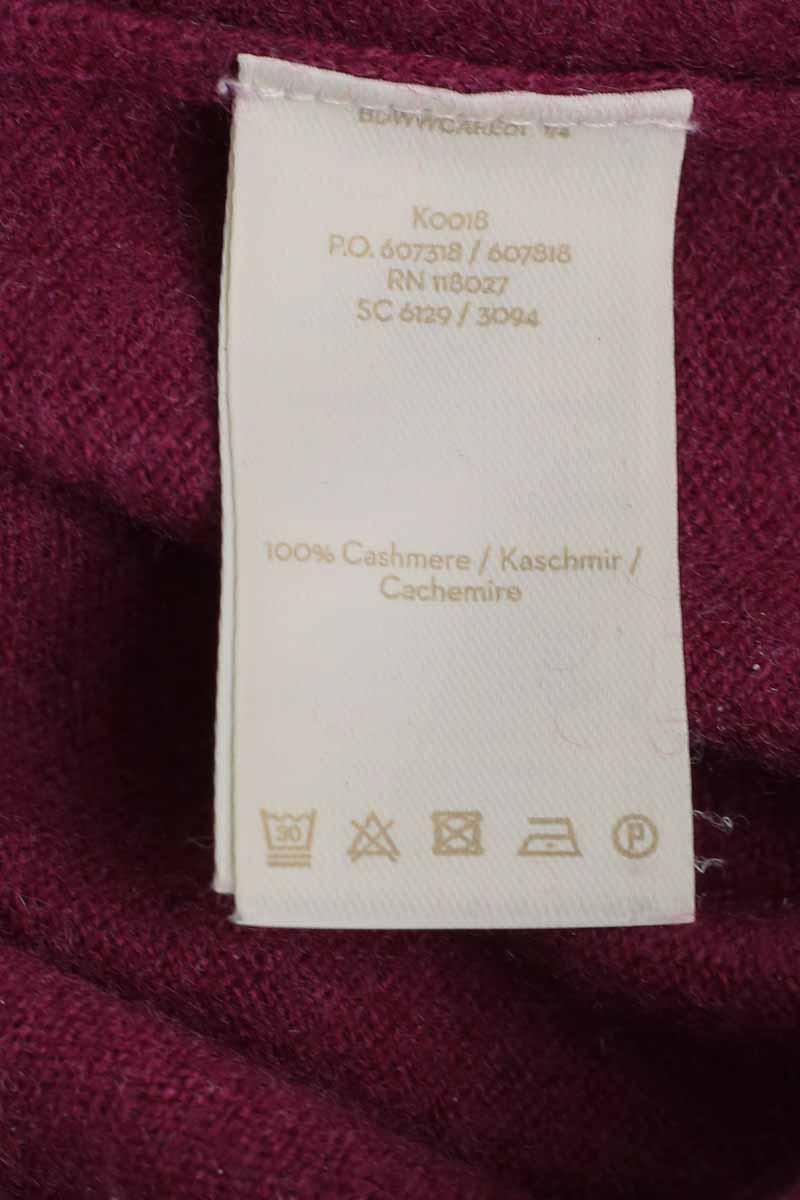 K0018
P.O. 607318 / 607818
RN 118027
SC 6129 / 3094
100% Cashmere / Kaschmir /
Cachemire
30
P